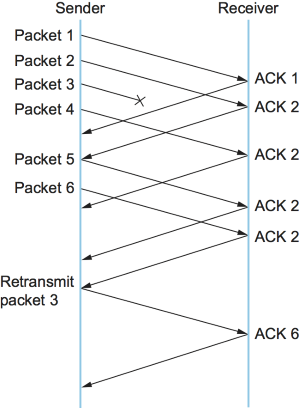 Sender
Receiver
Packet 1
Packet 2
Packet 3
Packet 4
Packet 5
Packet 6
Retransmit
packet 3
ACK 1
ACK 2
ACK 2
ACK 2
ACK 2
ACK 6